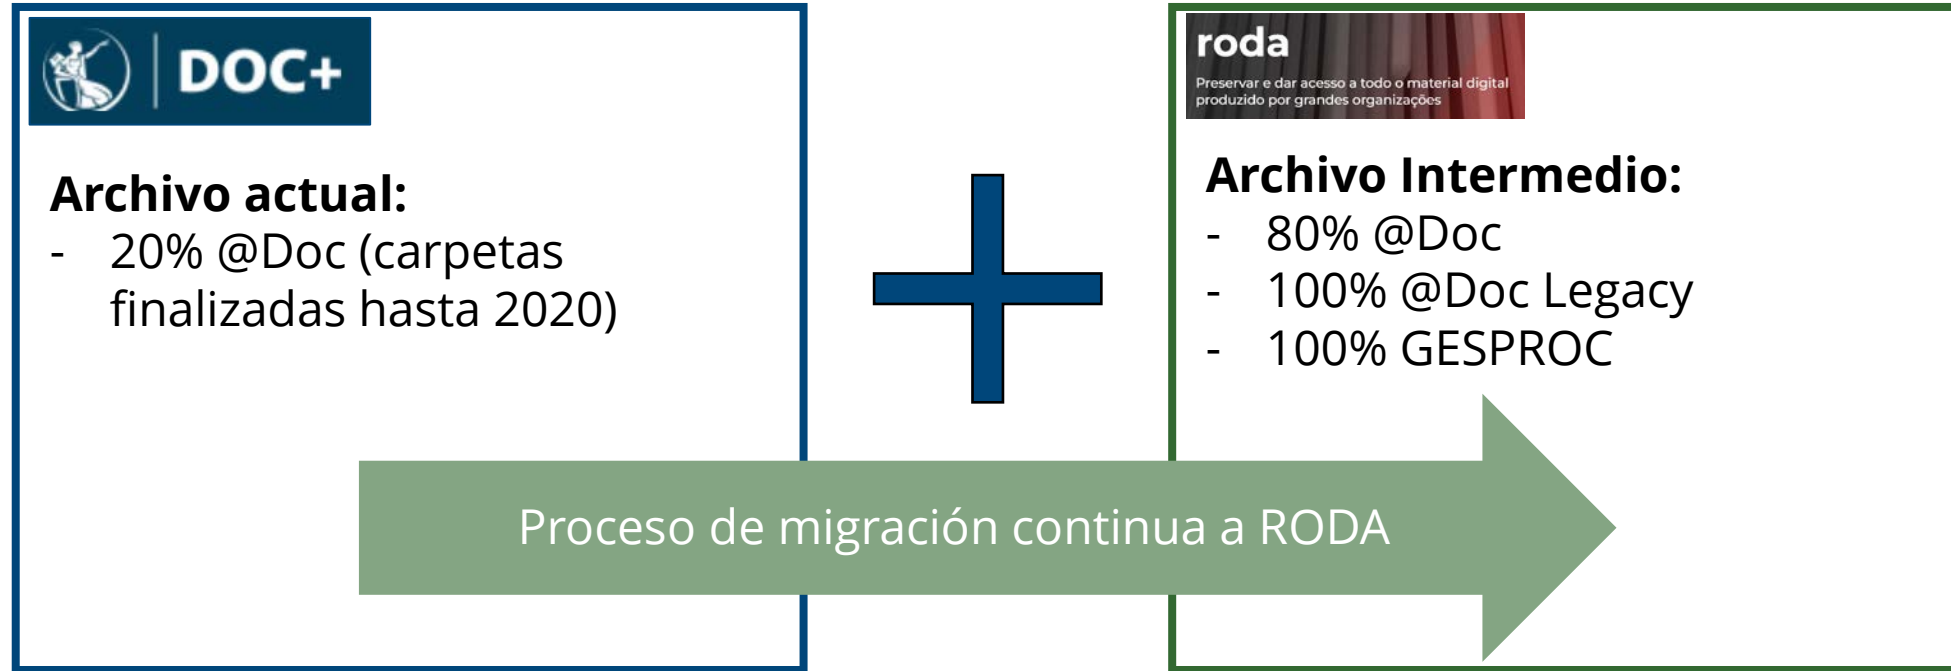 DOC+
Archivo actual:
- 20% @Doc (carpetas
finalizadas hasta 2020)
roda
Preservar e dar acesso a todo o material digital
produzido por grandes organizações
Archivo Intermedio:
- 80% @Doc
- 100% @Doc Legacy
- 100% GESPROC
Proceso de migración continua a RODA